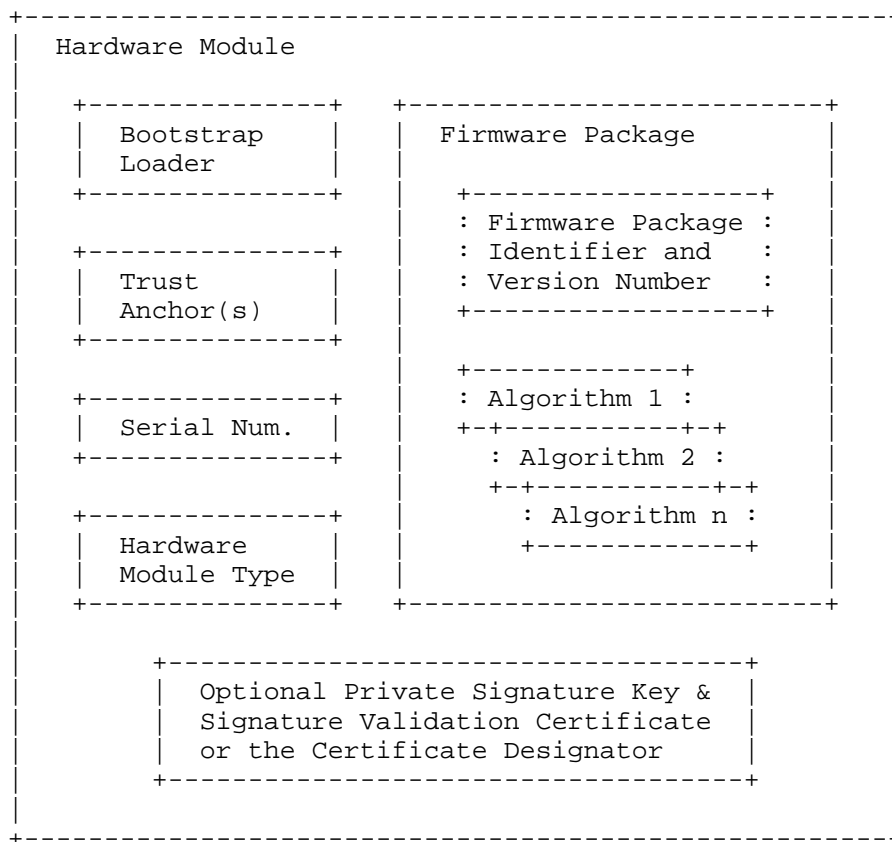 Hardware Module
Bootstrap
Loader
Trust
Anchor(s)
Serial Num.
Hardware
Module Type
Firmware Package
Firmware Package
Identifier and
Version Number
Algorithm 1
Algorithm 2
Algorithm n
Optional Private Signature Key &
Signature Validation Certificate
or the Certificate Designator